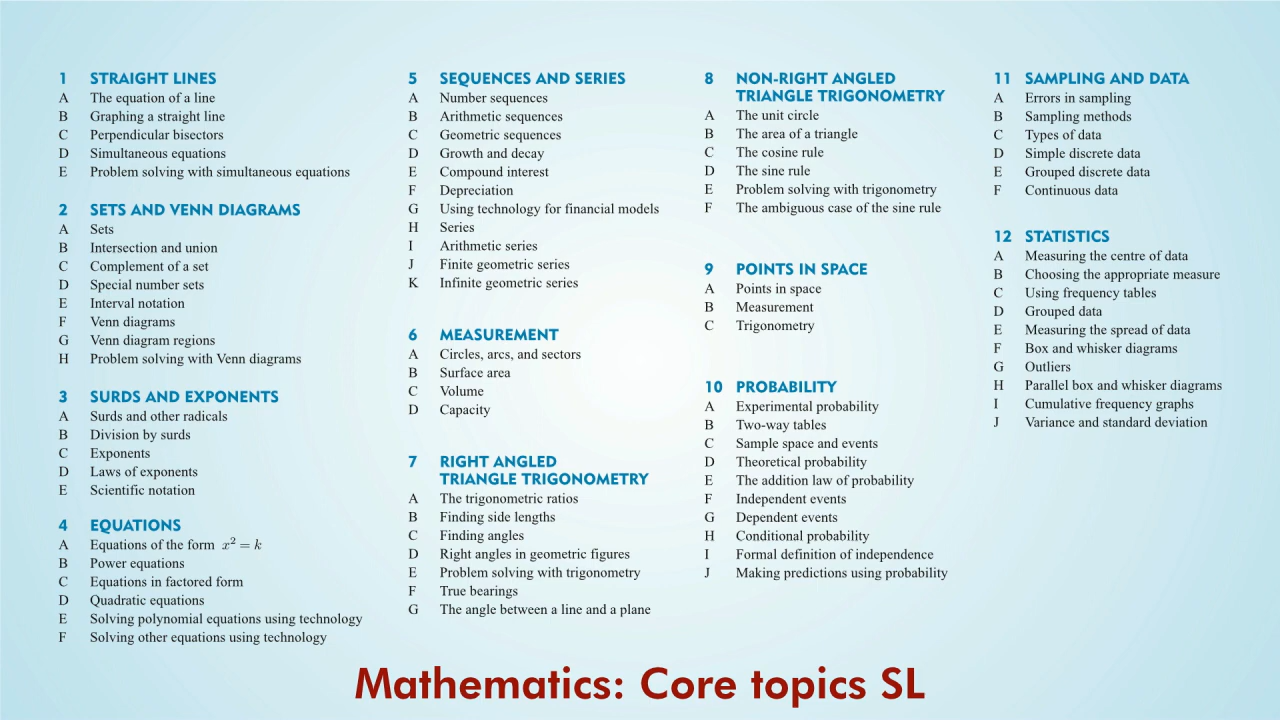 1 STRAIGHT LINES
A The equation of a line
B Graphing a straight line
C Perpendicular bisectors
D Simultaneous equations
E Problem solving with simultaneous equations
2 SETS AND VENN DIAGRAMS
A Sets
B Intersection and union
C Complement of a set
D Special number sets
E Interval notation
F Venn diagrams
G Venn diagram regions
H Problem solving with Venn diagrams
3 SURDS AND EXPONENTS
A Surds and other radicals
B Division by surds
C Exponents
D Laws of exponents
E Scientific notation
4 EQUATIONS
A Equations of the form x² = k
B Power equations
C Equations in factored form
D Quadratic equations
E Solving polynomial equations using technology
F Solving other equations using technology
5 SEQUENCES AND SERIES
A Number sequences
B Arithmetic sequences
C Geometric sequences
D Growth and decay
E Compound interest
F Depreciation
G Using technology for financial models
H Series
I Arithmetic series
J Finite geometric series
K Infinite geometric series
6 MEASUREMENT
A Circles, arcs, and sectors
B Surface area
C Volume
D Capacity
7 RIGHT ANGLED
TRIANGLE TRIGONOMETRY
A The trigonometric ratios
B Finding side lengths
C Finding angles
D Right angles in geometric figures
E Problem solving with trigonometry
F True bearings
G The angle between a line and a plane
8 NON-RIGHT ANGLED
TRIANGLE TRIGONOMETRY
A The unit circle
B The area of a triangle
C The cosine rule
D The sine rule
E Problem solving with trigonometry
F The ambiguous case of the sine rule
9 POINTS IN SPACE
A Points in space
B Measurement
C Trigonometry
10 PROBABILITY
A Experimental probability
B Two-way tables
C Sample space and events
D Theoretical probability
E The addition law of probability
F Independent events
G Dependent events
H Conditional probability
I Formal definition of independence
J Making predictions using probability
11 SAMPLING AND DATA
A Errors in sampling
B Sampling methods
C Types of data
D Simple discrete data
E Grouped discrete data
F Continuous data
12 STATISTICS
A Measuring the centre of data
B Choosing the appropriate measure
C Using frequency tables
D Grouped data
E Measuring the spread of data
F Box and whisker diagrams
G Outliers
H Parallel box and whisker diagrams
I Cumulative frequency graphs
J Variance and standard deviation
Mathematics: Core topics SL